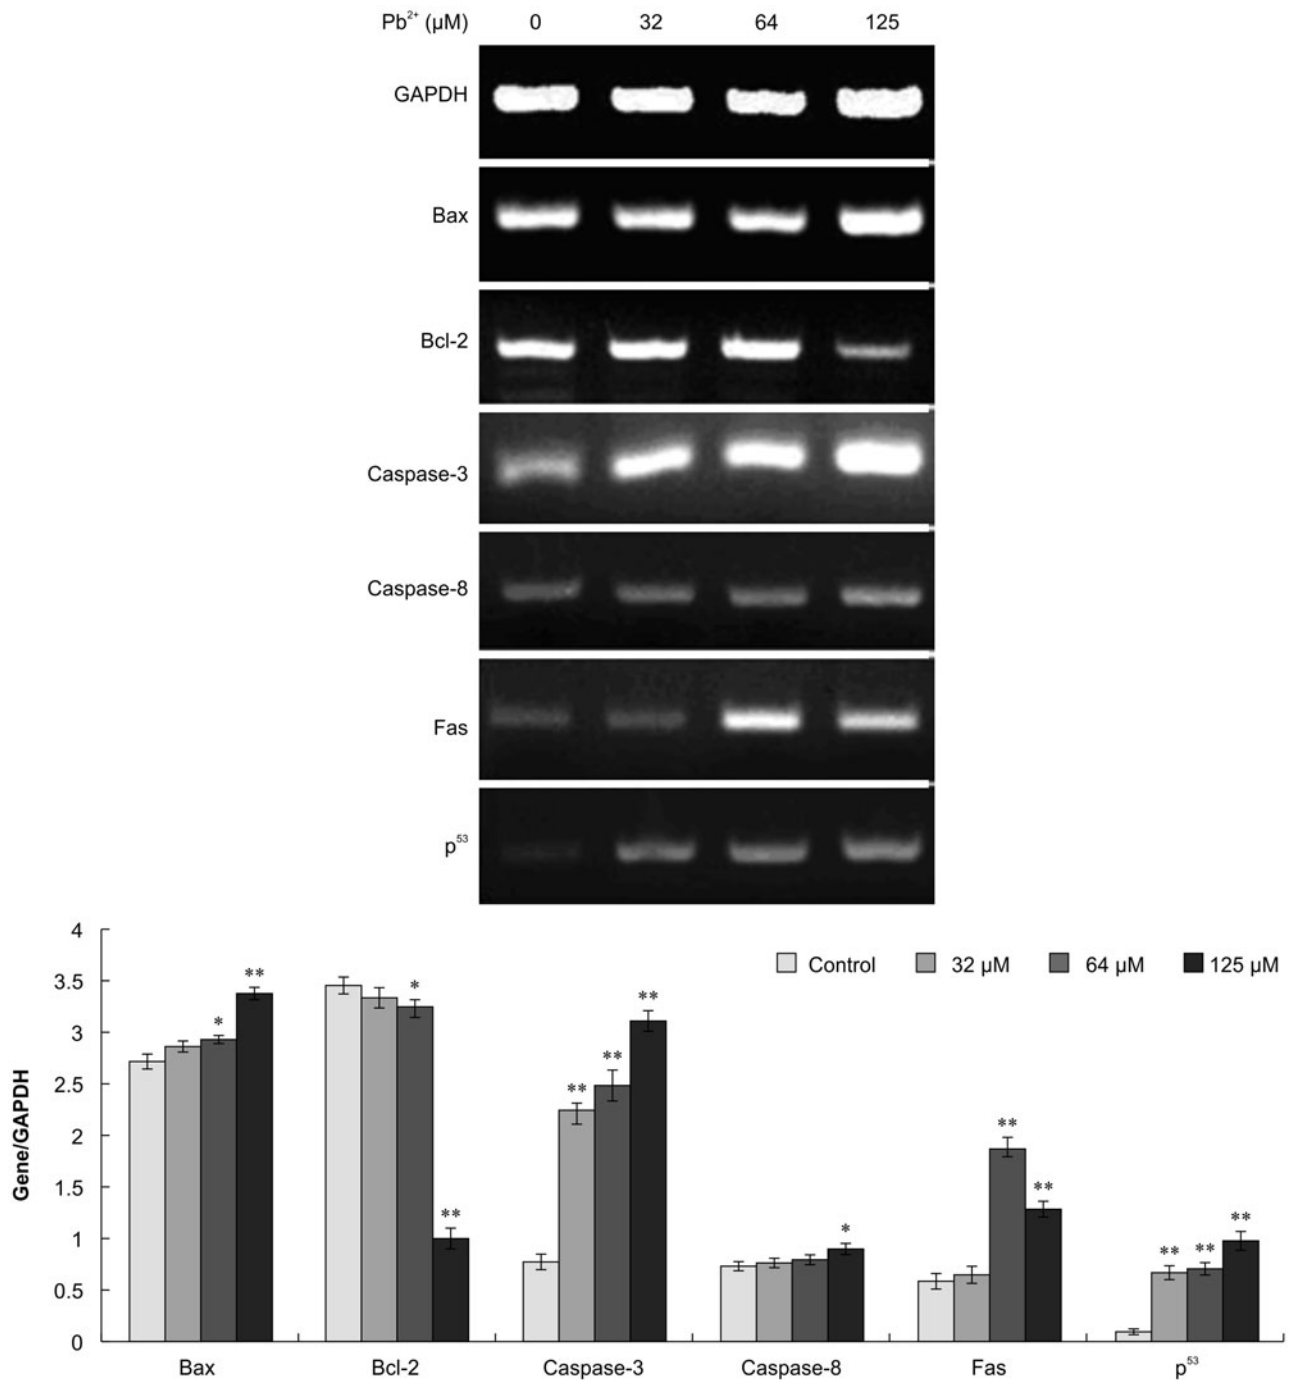 Pb²⁺ (µM) 0 32 64 125
GAPDH
Bax
Bcl-2
Caspase-3
Caspase-8
Fas
p⁵³
4
3.5
3
2.5
2
1.5
1
0.5
0
Gene/GAPDH
Control 32 µM 64 µM 125 µM
** * * ** ** ** ** * ** ** ** ** **
Bax Bcl-2 Caspase-3 Caspase-8 Fas p⁵³